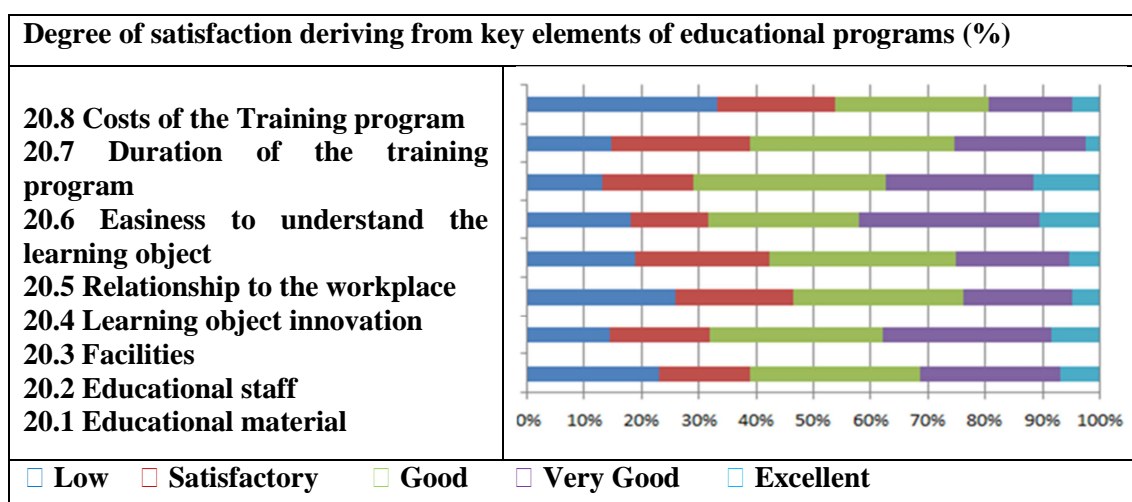 Degree of satisfaction deriving from key elements of educational programs (%)
20.8 Costs of the Training program
20.7 Duration of the training
program
20.6 Easiness to understand the
learning object
20.5 Relationship to the workplace
20.4 Learning object innovation
20.3 Facilities
20.2 Educational staff
20.1 Educational material
0% 10% 20% 30% 40% 50% 60% 70% 80% 90% 100%
Low Satisfactory Good Very Good Excellent